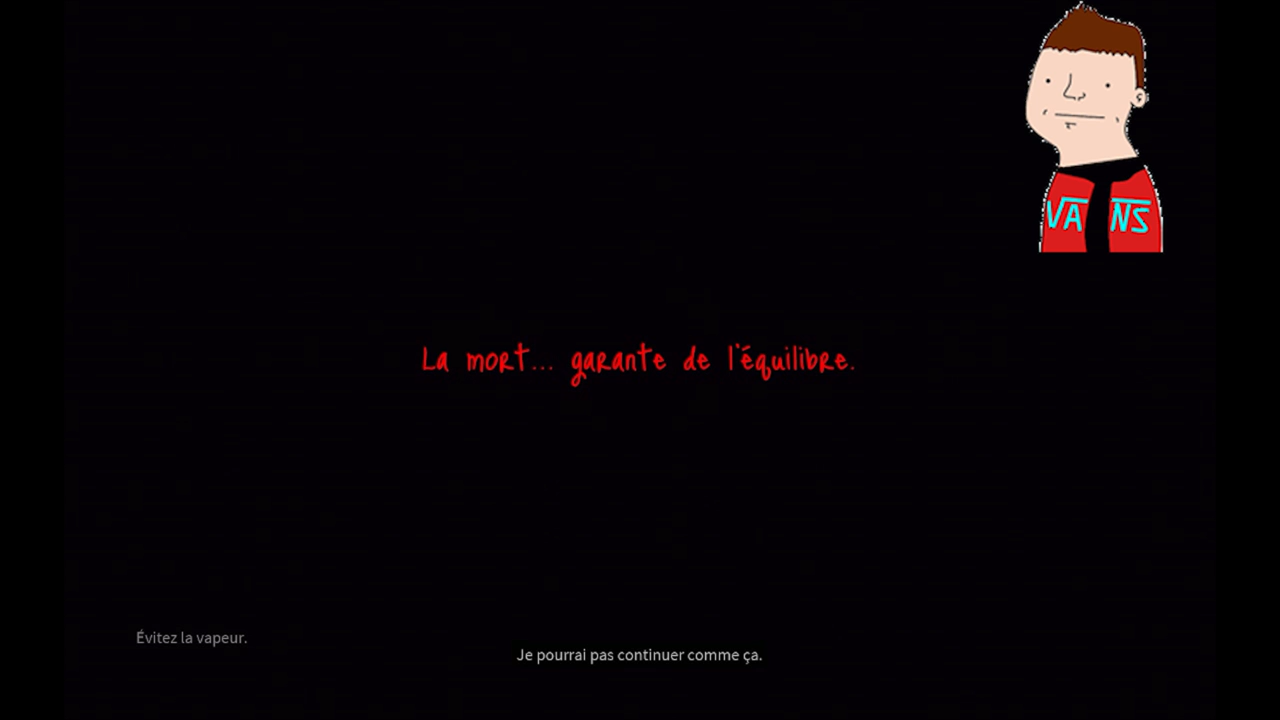 VANS
La mort... garante de l'équilibre.
Évitez la vapeur.
Je pourrai pas continuer comme ça.